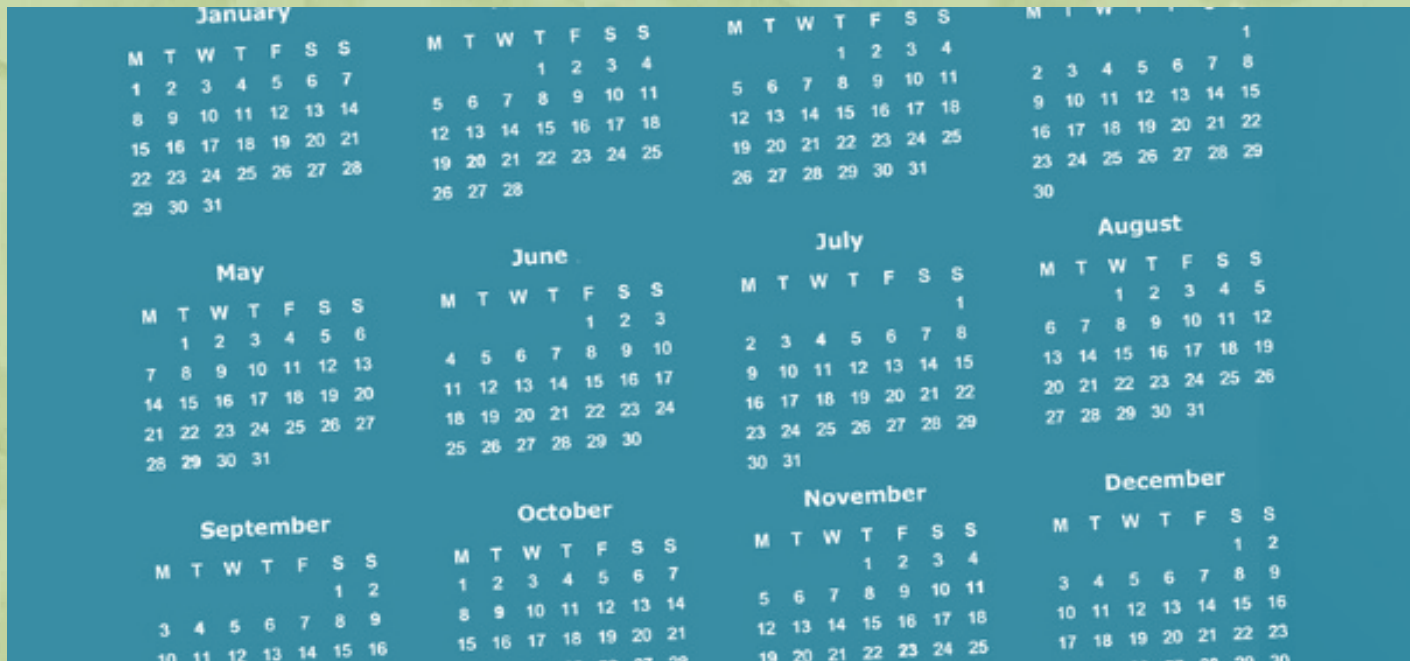 January
M T W T F S S
1 2 3 4 5 6 7
8 9 10 11 12 13 14
15 16 17 18 19 20 21
22 23 24 25 26 27 28
29 30 31
M T W T F S S
1 2 3 4
5 6 7 8 9 10 11
12 13 14 15 16 17 18
19 20 21 22 23 24 25
26 27 28
M T W T F S S
1 2 3 4
5 6 7 8 9 10 11
12 13 14 15 16 17 18
19 20 21 22 23 24 25
26 27 28 29 30 31
M T W T F S S
1
2 3 4 5 6 7 8
9 10 11 12 13 14 15
16 17 18 19 20 21 22
23 24 25 26 27 28 29
30
May
M T W T F S S
1 2 3 4 5 6
7 8 9 10 11 12 13
14 15 16 17 18 19 20
21 22 23 24 25 26 27
28 29 30 31
June
M T W T F S S
1 2 3
4 5 6 7 8 9 10
11 12 13 14 15 16 17
18 19 20 21 22 23 24
25 26 27 28 29 30
July
M T W T F S S
1
2 3 4 5 6 7 8
9 10 11 12 13 14 15
16 17 18 19 20 21 22
23 24 25 26 27 28 29
30 31
August
M T W T F S S
1 2 3 4 5
6 7 8 9 10 11 12
13 14 15 16 17 18 19
20 21 22 23 24 25 26
27 28 29 30 31
September
M T W T F S S
1 2
3 4 5 6 7 8 9
10 11 12 13 14 15 16
October
M T W T F S S
1 2 3 4 5 6 7
8 9 10 11 12 13 14
15 16 17 18 19 20 21
November
M T W T F S S
1 2 3 4
5 6 7 8 9 10 11
12 13 14 15 16 17 18
19 20 21 22 23 24 25
December
M T W T F S S
1 2
3 4 5 6 7 8 9
10 11 12 13 14 15 16
17 18 19 20 21 22 23